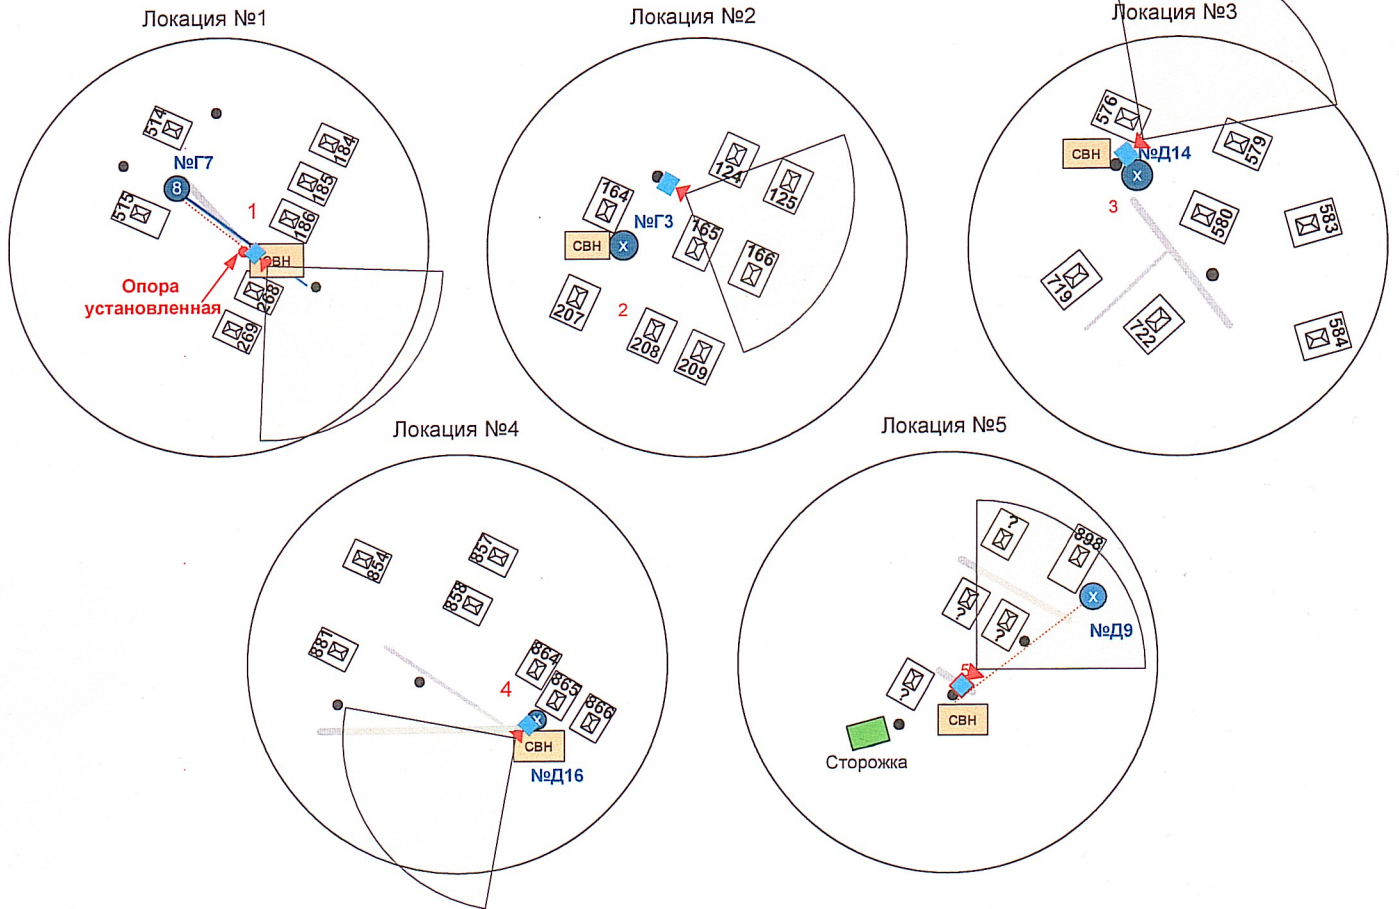 Локация №1
514
184
№Г7
8
185
515
1
186
СВН
Опора
установленная
268
269
Локация №2
124
125
164
№Г3
165
СВН
X
166
207
2
208
209
Локация №3
576
579
СВН
№Д14
X
3
580
583
719
722
584
Локация №4
854
857
858
881
864
4
865
866
X
СВН
№Д16
Локация №5
?
898
?
?
X
№Д9
5
?
СВН
Сторожка